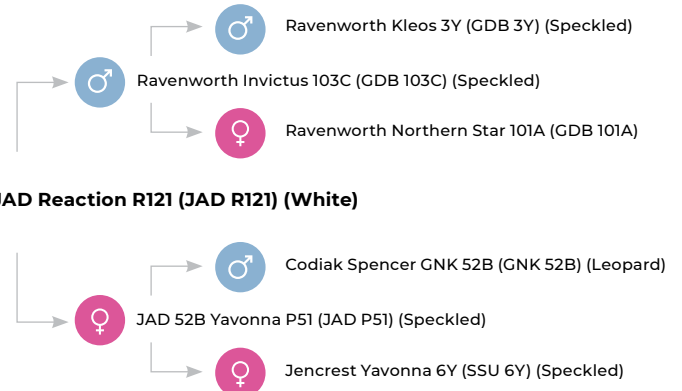 Ravenworth Kleos 3Y (GDB 3Y) (Speckled)
Ravenworth Invictus 103C (GDB 103C) (Speckled)
Ravenworth Northern Star 101A (GDB 101A)
JAD Reaction R121 (JAD R121) (White)
Codiak Spencer GNK 52B (GNK 52B) (Leopard)
JAD 52B Yavonna P51 (JAD P51) (Speckled)
Jencrest Yavonna 6Y (SSU 6Y) (Speckled)